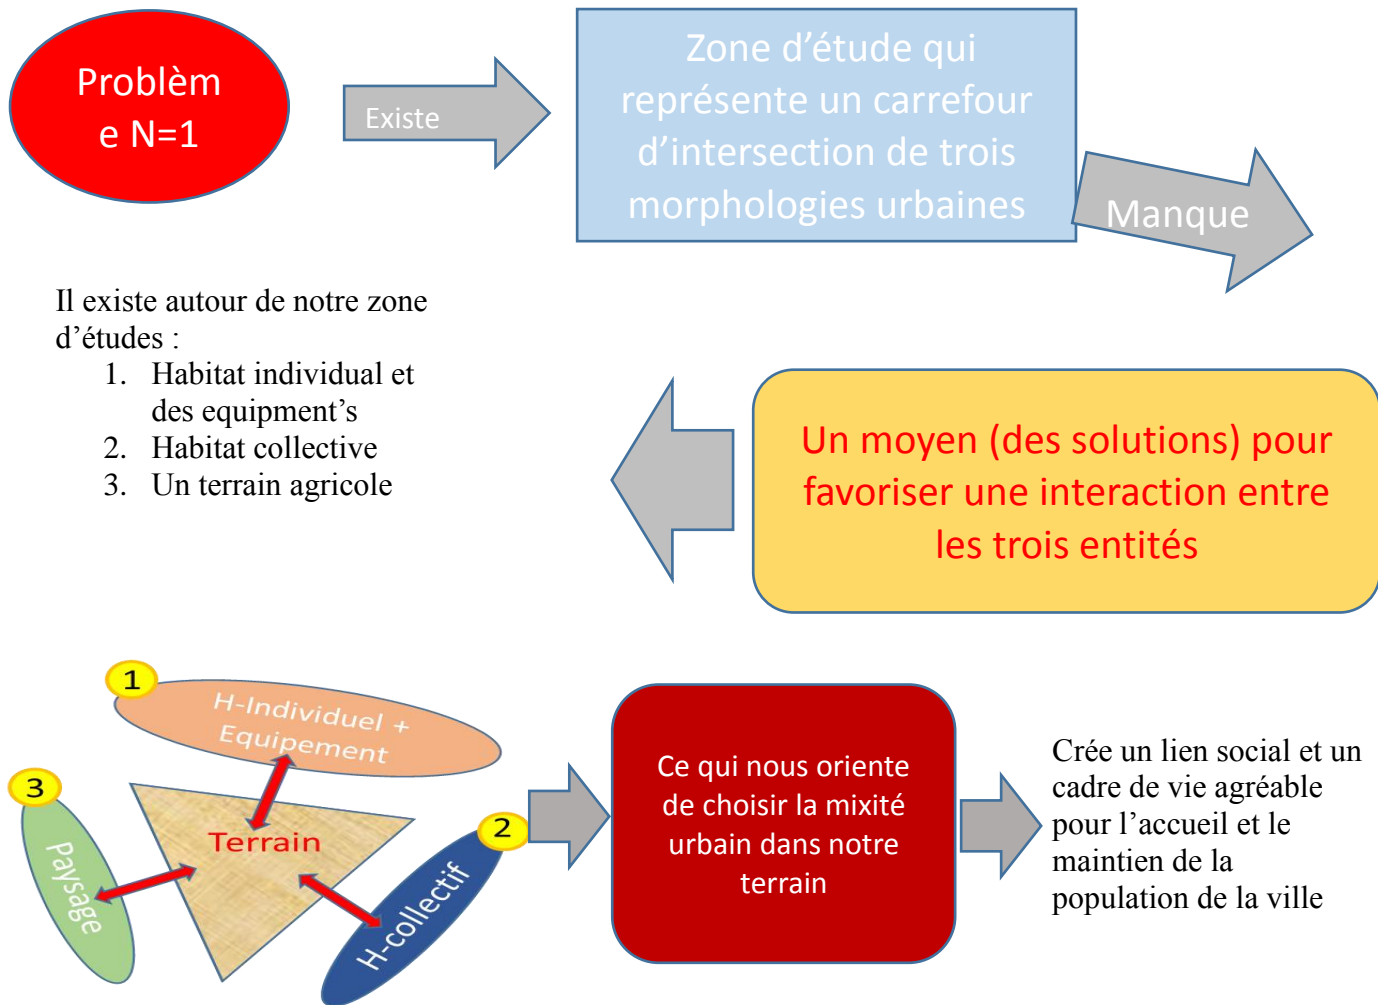 Problèm
e N=1
Existe
Zone d’étude qui
représente un carrefour
d’intersection de trois
morphologies urbaines
Manque
Il existe autour de notre zone
d’études :
1. Habitat individual et
des equipment’s
2. Habitat collective
3. Un terrain agricole
Un moyen (des solutions) pour
favoriser une interaction entre
les trois entités
1
H-Individuel +
Equipement
3
Paysage
Terrain
2
H-collectif
Ce qui nous oriente
de choisir la mixité
urbain dans notre
terrain
Crée un lien social et un
cadre de vie agréable
pour l’accueil et le
maintien de la
population de la ville